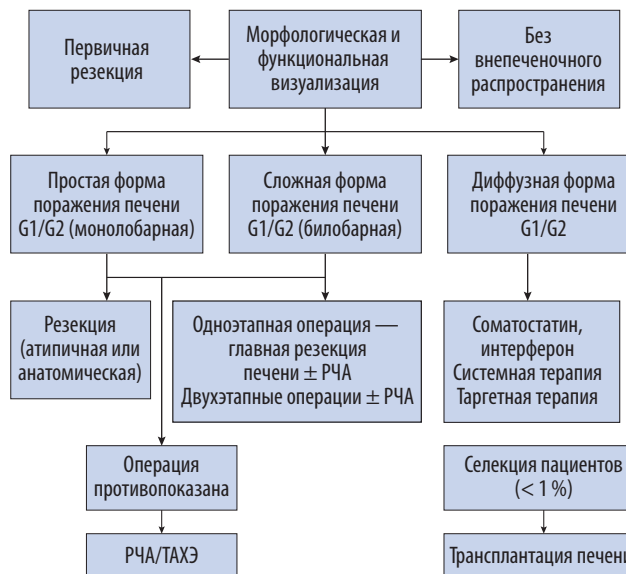 Первичная
резекция
Морфологическая и
функциональная
визуализация
Без
внепеченочного
распространения
Простая форма
поражения печени
G1/G2 (монолобарная)
Сложная форма
поражения печени
G1/G2 (билобарная)
Диффузная форма
поражения печени
G1/G2
Резекция
(атипичная или
анатомическая)
Одноэтапная операция —
главная резекция
печени ± РЧА
Двухэтапные операции ± РЧА
Соматостатин,
интерферон
Системная терапия
Таргетная терапия
Операция
противопоказана
Селекция пациентов
(< 1 %)
РЧА/ТАХЭ
Трансплантация печени